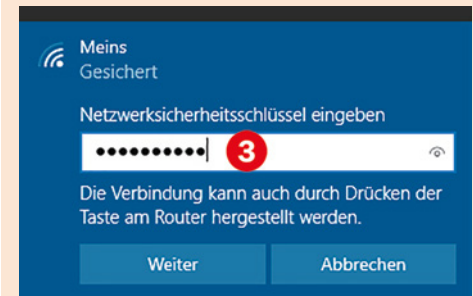 Meins
Gesichert
Netzwerksicherheitsschlüssel eingeben
●●●●●●●●●● 3
Die Verbindung kann auch durch Drücken der
Taste am Router hergestellt werden.
Weiter Abbrechen